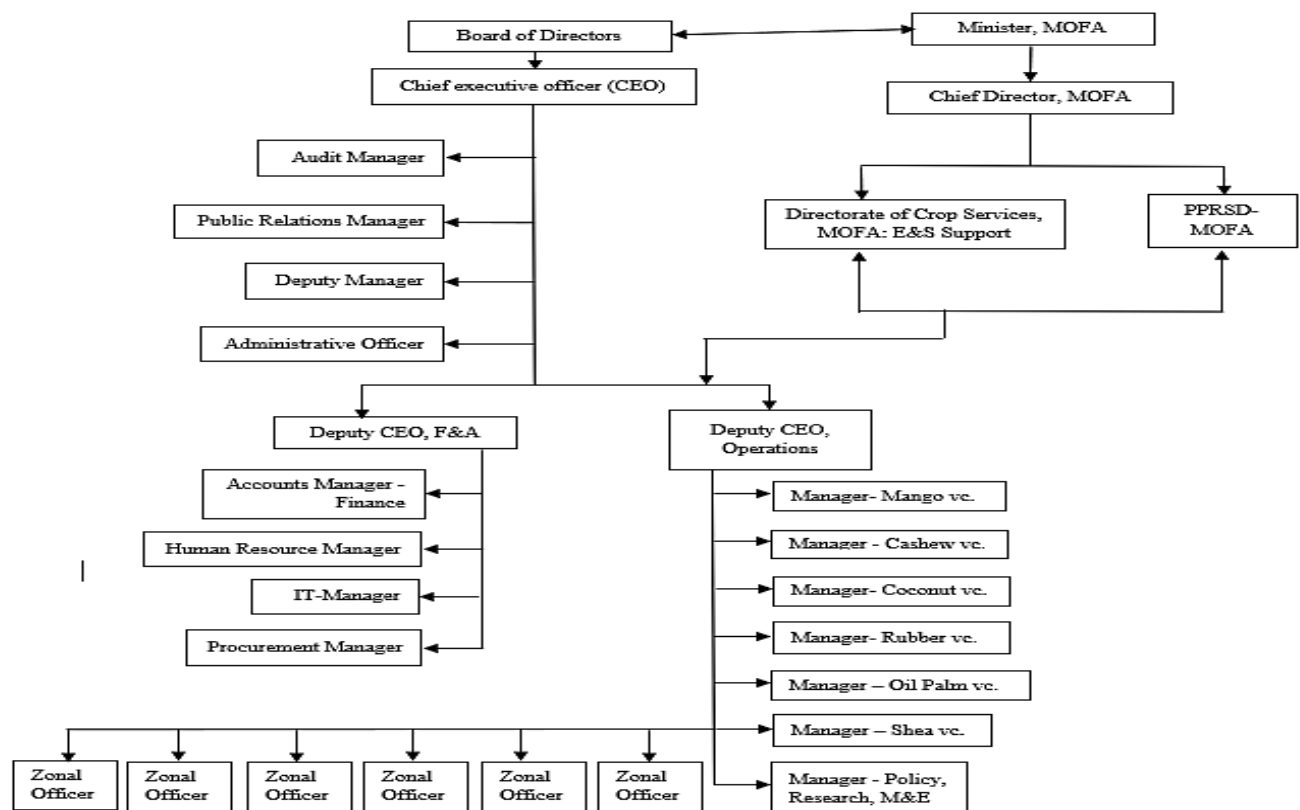 Board of Directors
Minister, MOFA
Chief executive officer (CEO)
Chief Director, MOFA
Audit Manager
Public Relations Manager
Directorate of Crop Services,
MOFA: E&S Support
PPRSD-
MOFA
Deputy Manager
Administrative Officer
Deputy CEO, F&A
Deputy CEO,
Operations
Accounts Manager -
Finance
Human Resource Manager
IT-Manager
Procurement Manager
Manager- Mango vc.
Manager - Cashew vc.
Manager- Coconut vc.
Manager- Rubber vc.
Manager – Oil Palm vc.
Manager – Shea vc.
Manager - Policy,
Research, M&E
Zonal
Officer
Zonal
Officer
Zonal
Officer
Zonal
Officer
Zonal
Officer
Zonal
Officer